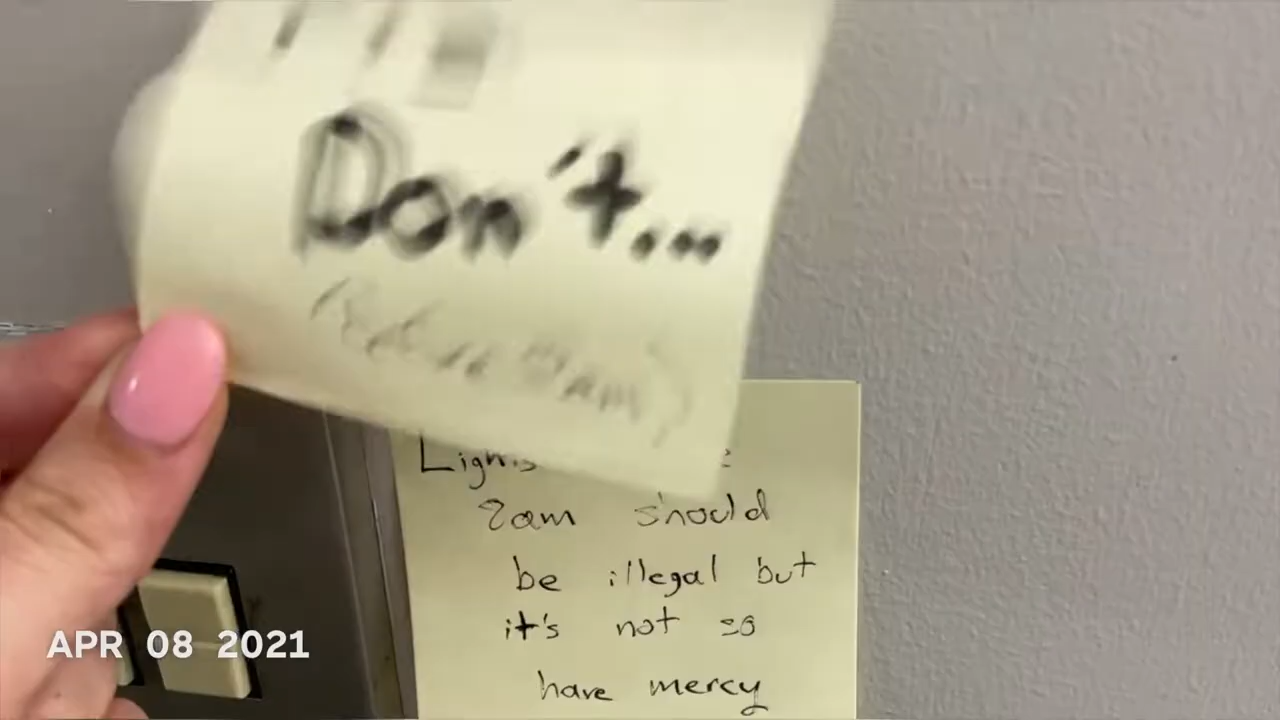 Don't...
2am should
be illegal but
it's not so
have mercy
APR 08 2021